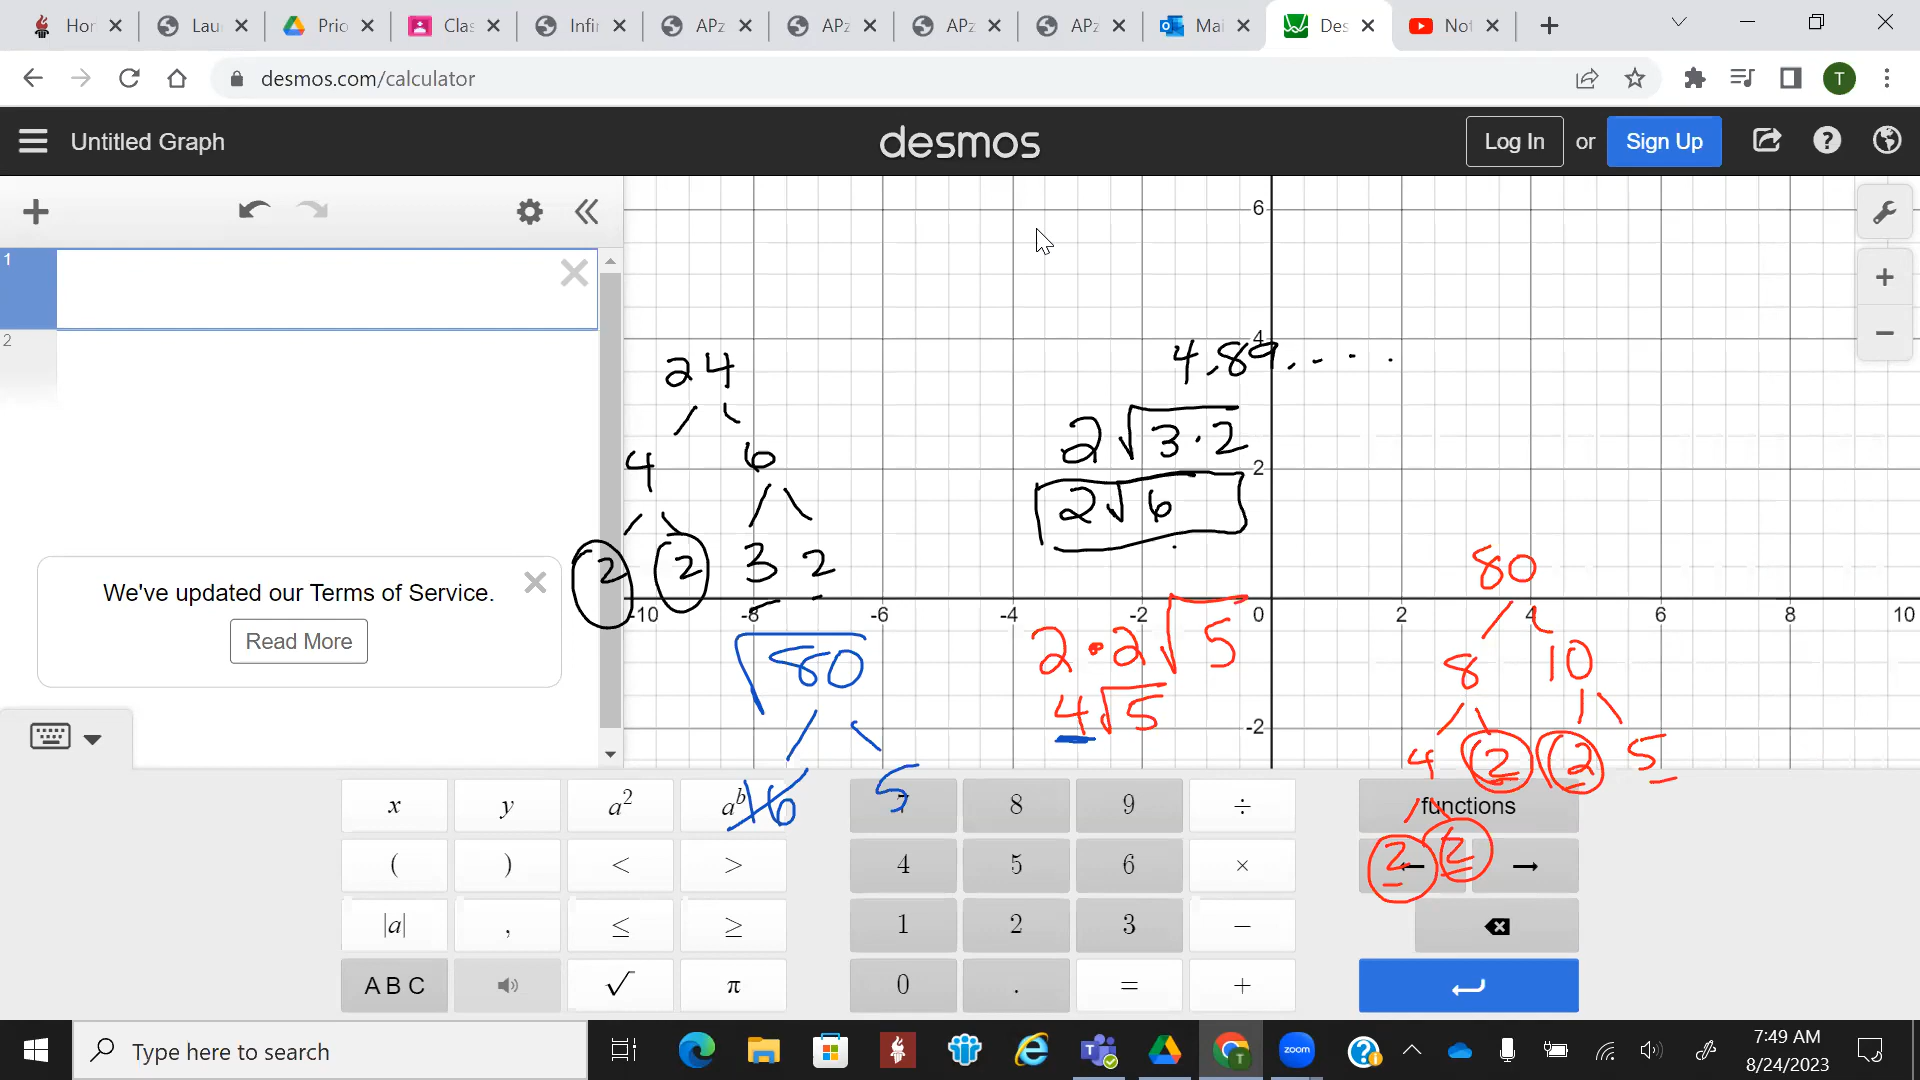 Hor
Lau
Prio
Clas
Infir
APz
APz
APz
APz
Mai
Des
Not
desmos.com/calculator
T
Untitled Graph
desmos
Log In or Sign Up
1
2
We've updated our Terms of Service.
Read More
6
4
2
-2
-10 -8 -6 -4 -2 0 2 4 6 8 10
24
4 6
2 2 3 2
4,89,.....
2√3·2
2√6
√80
16 5
2•2√5
4√5
80
8 10
4 2 2 5
2 2
x y a² aᵇ 7 8 9 ÷ functions
( ) < > 4 5 6 × ← →
|a| , ≤ ≥ 1 2 3 −
A B C √ π 0 . = +
Type here to search
zoom
T
7:49 AM
8/24/2023